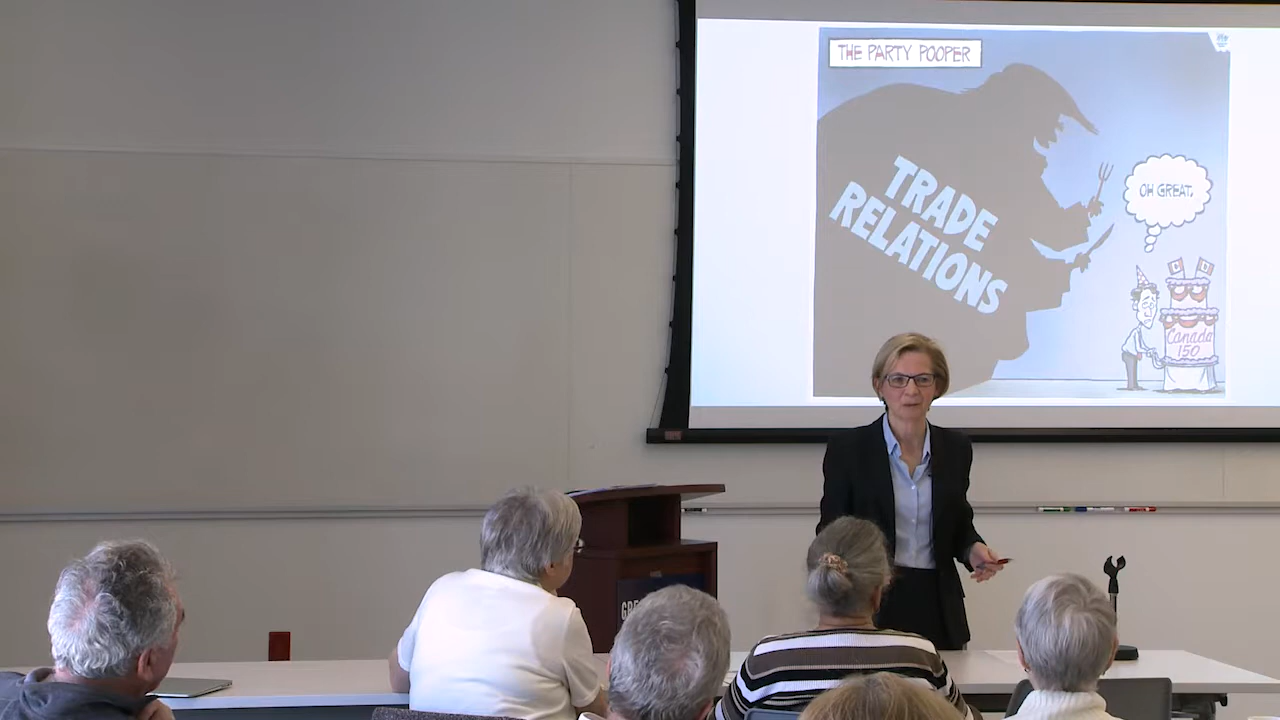 THE PARTY POOPER
TRADE
RELATIONS
OH GREAT.
Canada
150